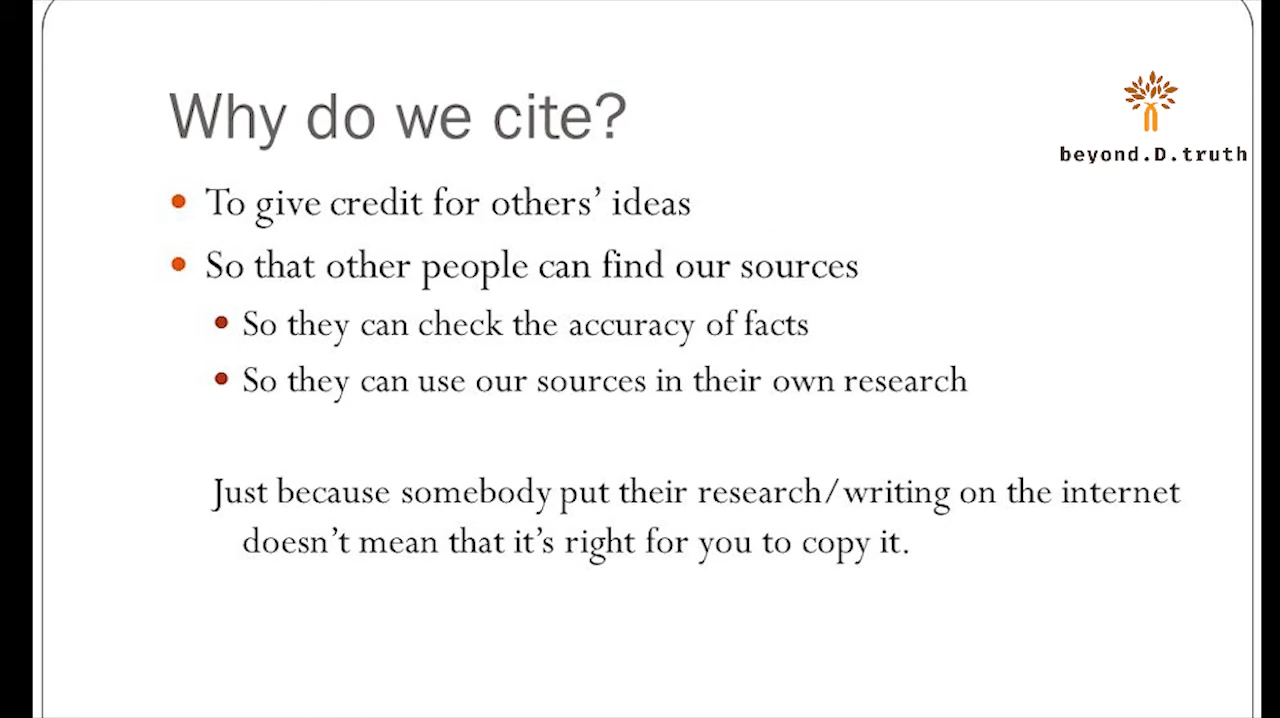 Why do we cite?
beyond.D.truth
To give credit for others’ ideas
So that other people can find our sources
So they can check the accuracy of facts
So they can use our sources in their own research
Just because somebody put their research/writing on the internet
doesn’t mean that it’s right for you to copy it.